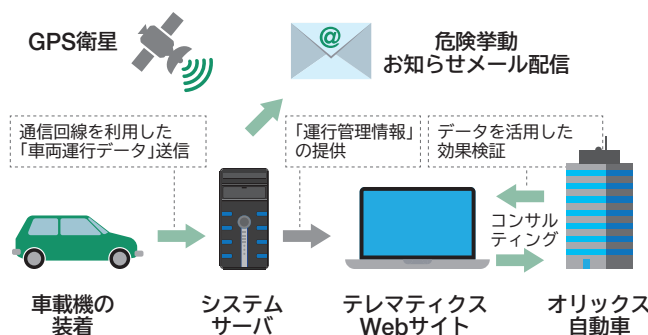 GPS衛星
@
危険挙動
お知らせメール配信
通信回線を利用した
「車両運行データ」送信
「運行管理情報」
の提供
データを活用した
効果検証
コンサル
ティング
車載機の
装着
システム
サーバ
テレマティクス
Webサイト
オリックス
自動車